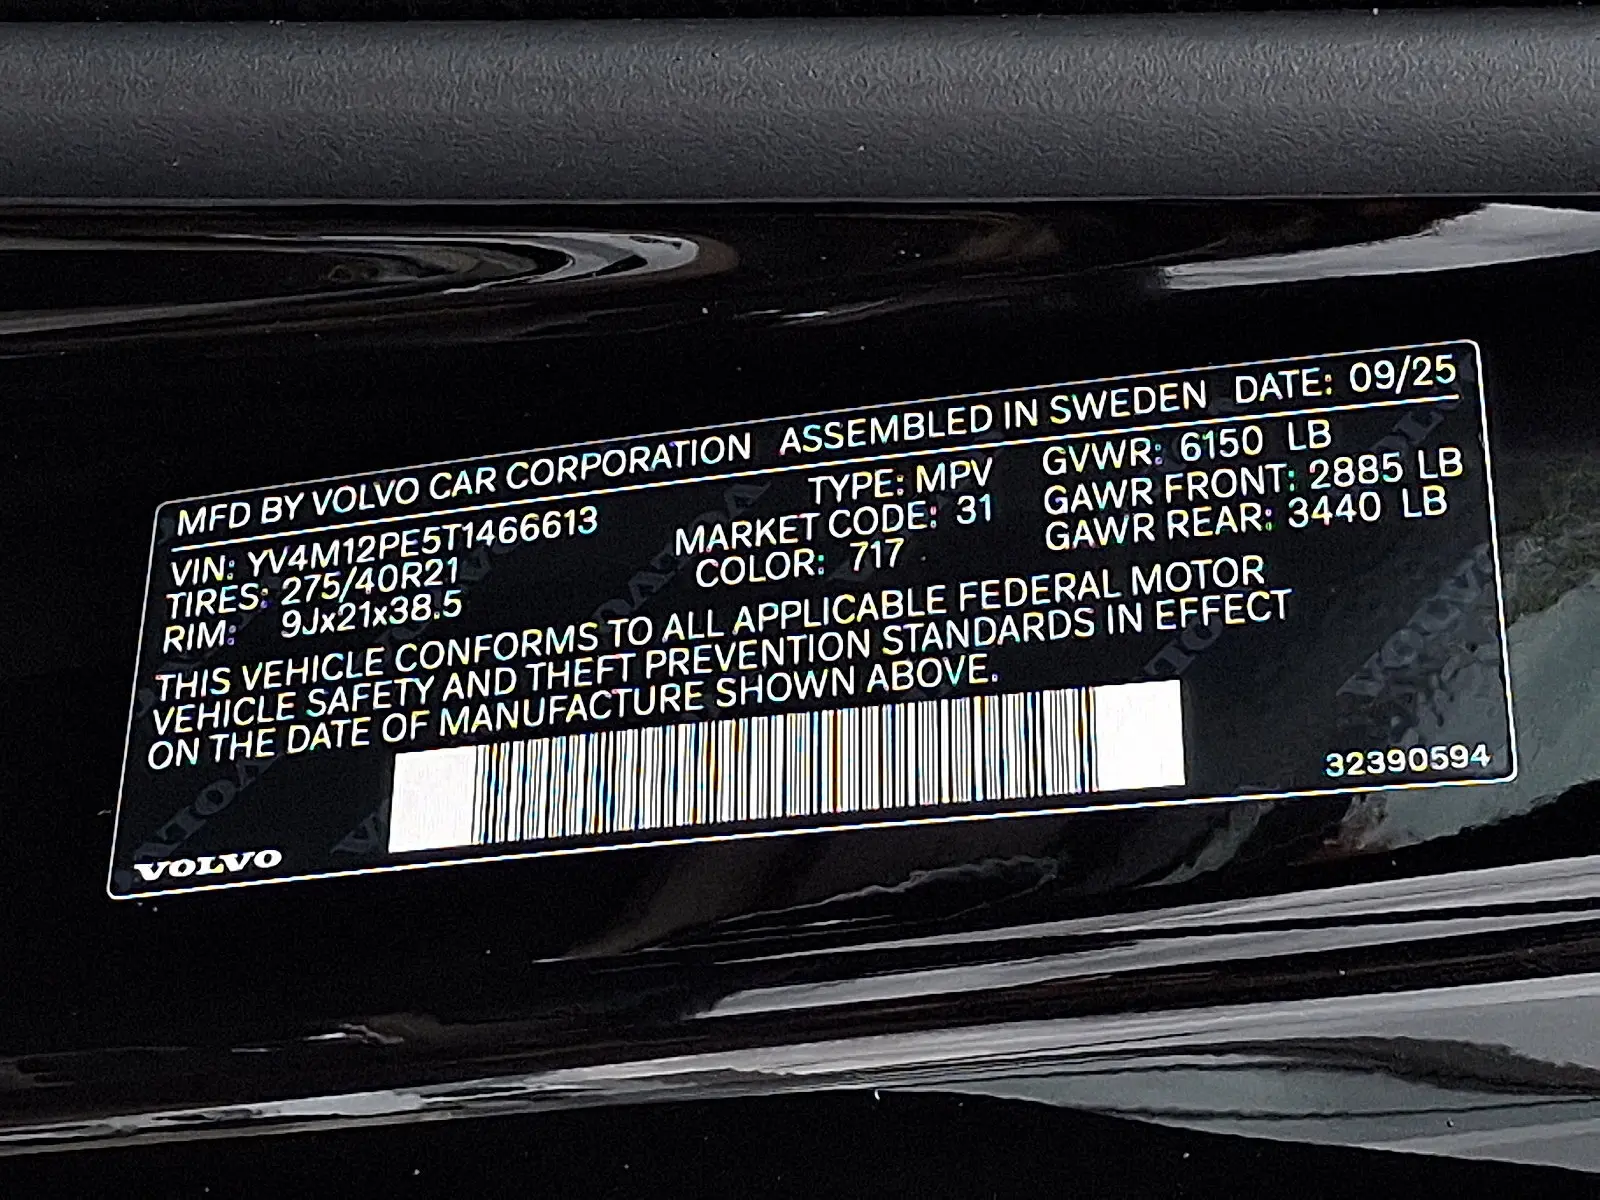 MFD BY VOLVO CAR CORPORATION ASSEMBLED IN SWEDEN DATE: 09/25
VIN: YV4M12PE5T1466613 TYPE: MPV GVWR: 6150 LB
TIRES: 275/40R21 MARKET CODE: 31 GAWR FRONT: 2885 LB
RIM: 9Jx21x38.5 COLOR: 717 GAWR REAR: 3440 LB
THIS VEHICLE CONFORMS TO ALL APPLICABLE FEDERAL MOTOR
VEHICLE SAFETY AND THEFT PREVENTION STANDARDS IN EFFECT
ON THE DATE OF MANUFACTURE SHOWN ABOVE.
32390594
VOLVO